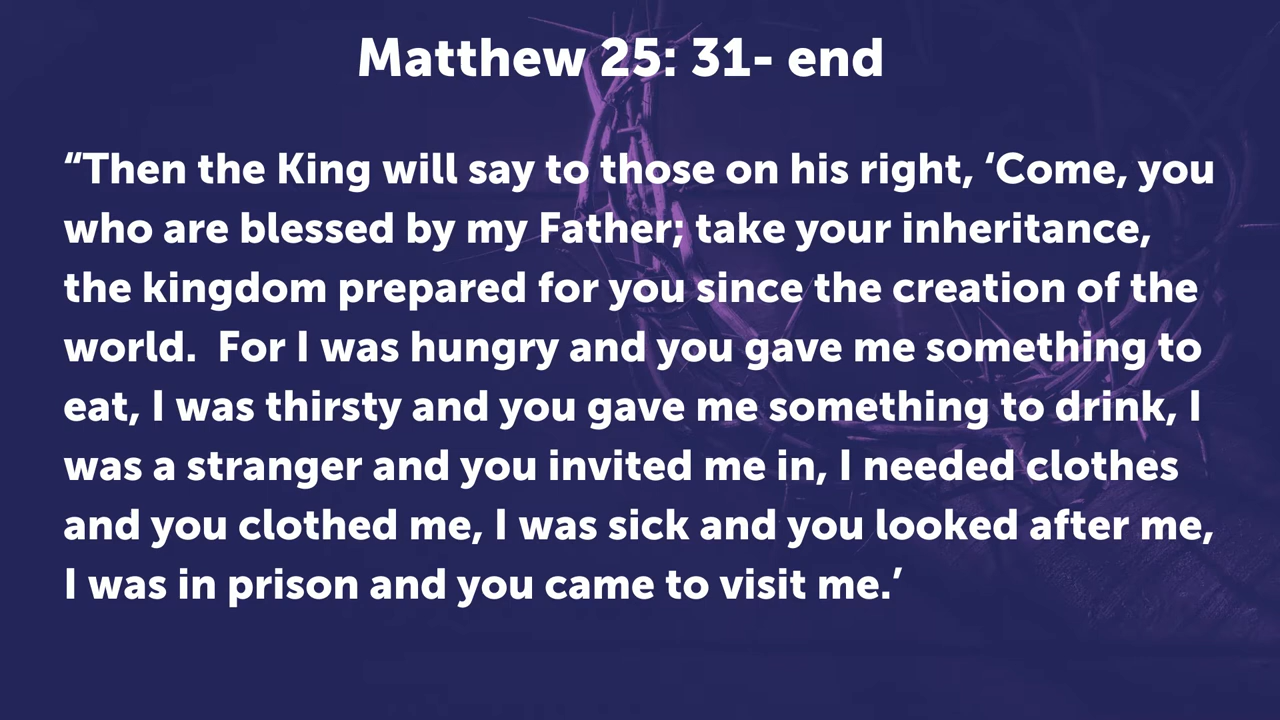 Matthew 25: 31- end
“Then the King will say to those on his right, ‘Come, you
who are blessed by my Father; take your inheritance,
the kingdom prepared for you since the creation of the
world.  For I was hungry and you gave me something to
eat, I was thirsty and you gave me something to drink, I
was a stranger and you invited me in, I needed clothes
and you clothed me, I was sick and you looked after me,
I was in prison and you came to visit me.’